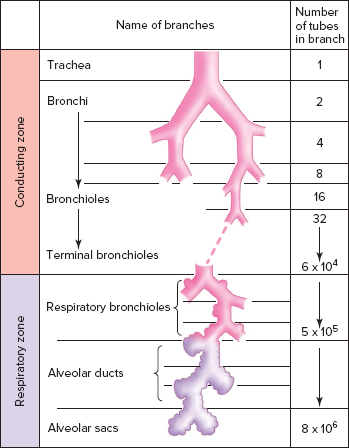 Name of branches
Number
of tubes
in branch
Conducting zone
Trachea
1
Bronchi
2
4
8
Bronchioles
16
32
Terminal bronchioles
6 x 10⁴
Respiratory zone
Respiratory bronchioles
5 x 10⁵
Alveolar ducts
Alveolar sacs
8 x 10⁶